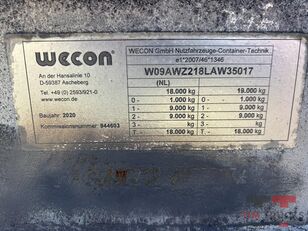 wecon
An der Hansalinie 10
D-59387 Ascheberg
Tel. +49 (0) 2593/921-0
www.wecon.de
Baujahr: 2020
Kommissionsnummer: 944603
WECON GmbH Nutzfahrzeuge-Container-Technik
e1*2007/46*1346
W09AWZ218LAW35017
(NL)
18.000 kg 19.000 kg
0 - 1.000 kg 0 - 1.000 kg
1 - 9.000 kg 1 - 9.000 kg
2 - 9.000 kg 2 - 9.000 kg
3 - kg 3 - kg
T. - 18.000 kg T. - 18.000 kg
TRUCKS